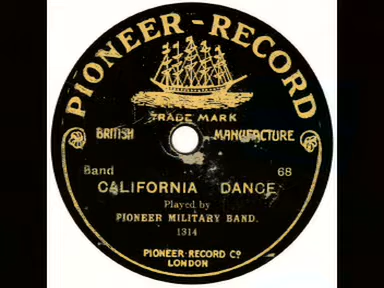 PIONEER-RECORD
TRADE MARK
BRITISH MANUFACTURE
Band 68
CALIFORNIA DANCE
Played by
PIONEER MILITARY BAND.
1314
PIONEER-RECORD CO
LONDON